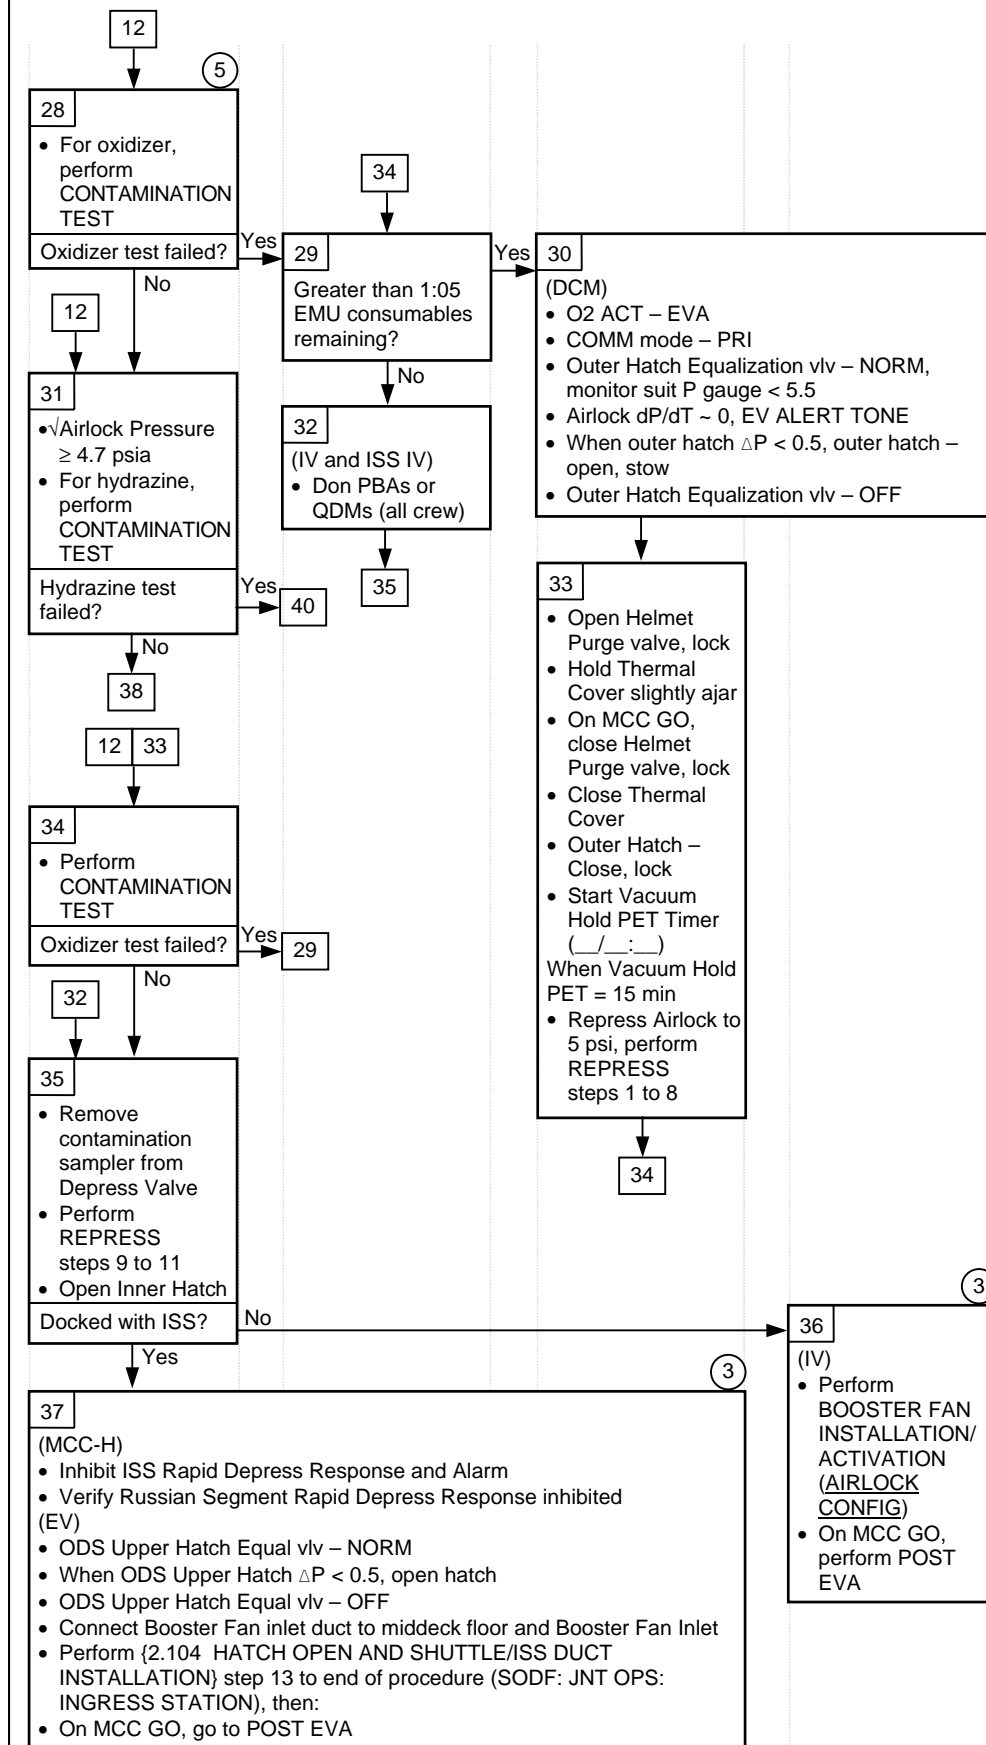 12
5
28
• For oxidizer,
perform
CONTAMINATION
TEST
Oxidizer test failed?
Yes
No
34
29
Greater than 1:05
EMU consumables
remaining?
Yes
No
30
(DCM)
• O2 ACT – EVA
• COMM mode – PRI
• Outer Hatch Equalization vlv – NORM,
monitor suit P gauge < 5.5
• Airlock dP/dT ~ 0, EV ALERT TONE
• When outer hatch ΔP < 0.5, outer hatch –
open, stow
• Outer Hatch Equalization vlv – OFF
12
31
•√Airlock Pressure
≥ 4.7 psia
• For hydrazine,
perform
CONTAMINATION
TEST
Hydrazine test
failed?
Yes
40
No
38
32
(IV and ISS IV)
• Don PBAs or
QDMs (all crew)
35
33
• Open Helmet
Purge valve, lock
• Hold Thermal
Cover slightly ajar
• On MCC GO,
close Helmet
Purge valve, lock
• Close Thermal
Cover
• Outer Hatch –
Close, lock
• Start Vacuum
Hold PET Timer
(__/__:__)
When Vacuum Hold
PET = 15 min
• Repress Airlock to
5 psi, perform
REPRESS
steps 1 to 8
34
12 33
34
• Perform
CONTAMINATION
TEST
Oxidizer test failed?
Yes
29
No
32
35
• Remove
contamination
sampler from
Depress Valve
• Perform
REPRESS
steps 9 to 11
• Open Inner Hatch
Docked with ISS?
No
Yes
3
36
(IV)
• Perform
BOOSTER FAN
INSTALLATION/
ACTIVATION
(AIRLOCK
CONFIG)
• On MCC GO,
perform POST
EVA
3
37
(MCC-H)
• Inhibit ISS Rapid Depress Response and Alarm
• Verify Russian Segment Rapid Depress Response inhibited
(EV)
• ODS Upper Hatch Equal vlv – NORM
• When ODS Upper Hatch ΔP < 0.5, open hatch
• ODS Upper Hatch Equal vlv – OFF
• Connect Booster Fan inlet duct to middeck floor and Booster Fan Inlet
• Perform {2.104 HATCH OPEN AND SHUTTLE/ISS DUCT
INSTALLATION} step 13 to end of procedure (SODF: JNT OPS:
INGRESS STATION), then:
• On MCC GO, go to POST EVA